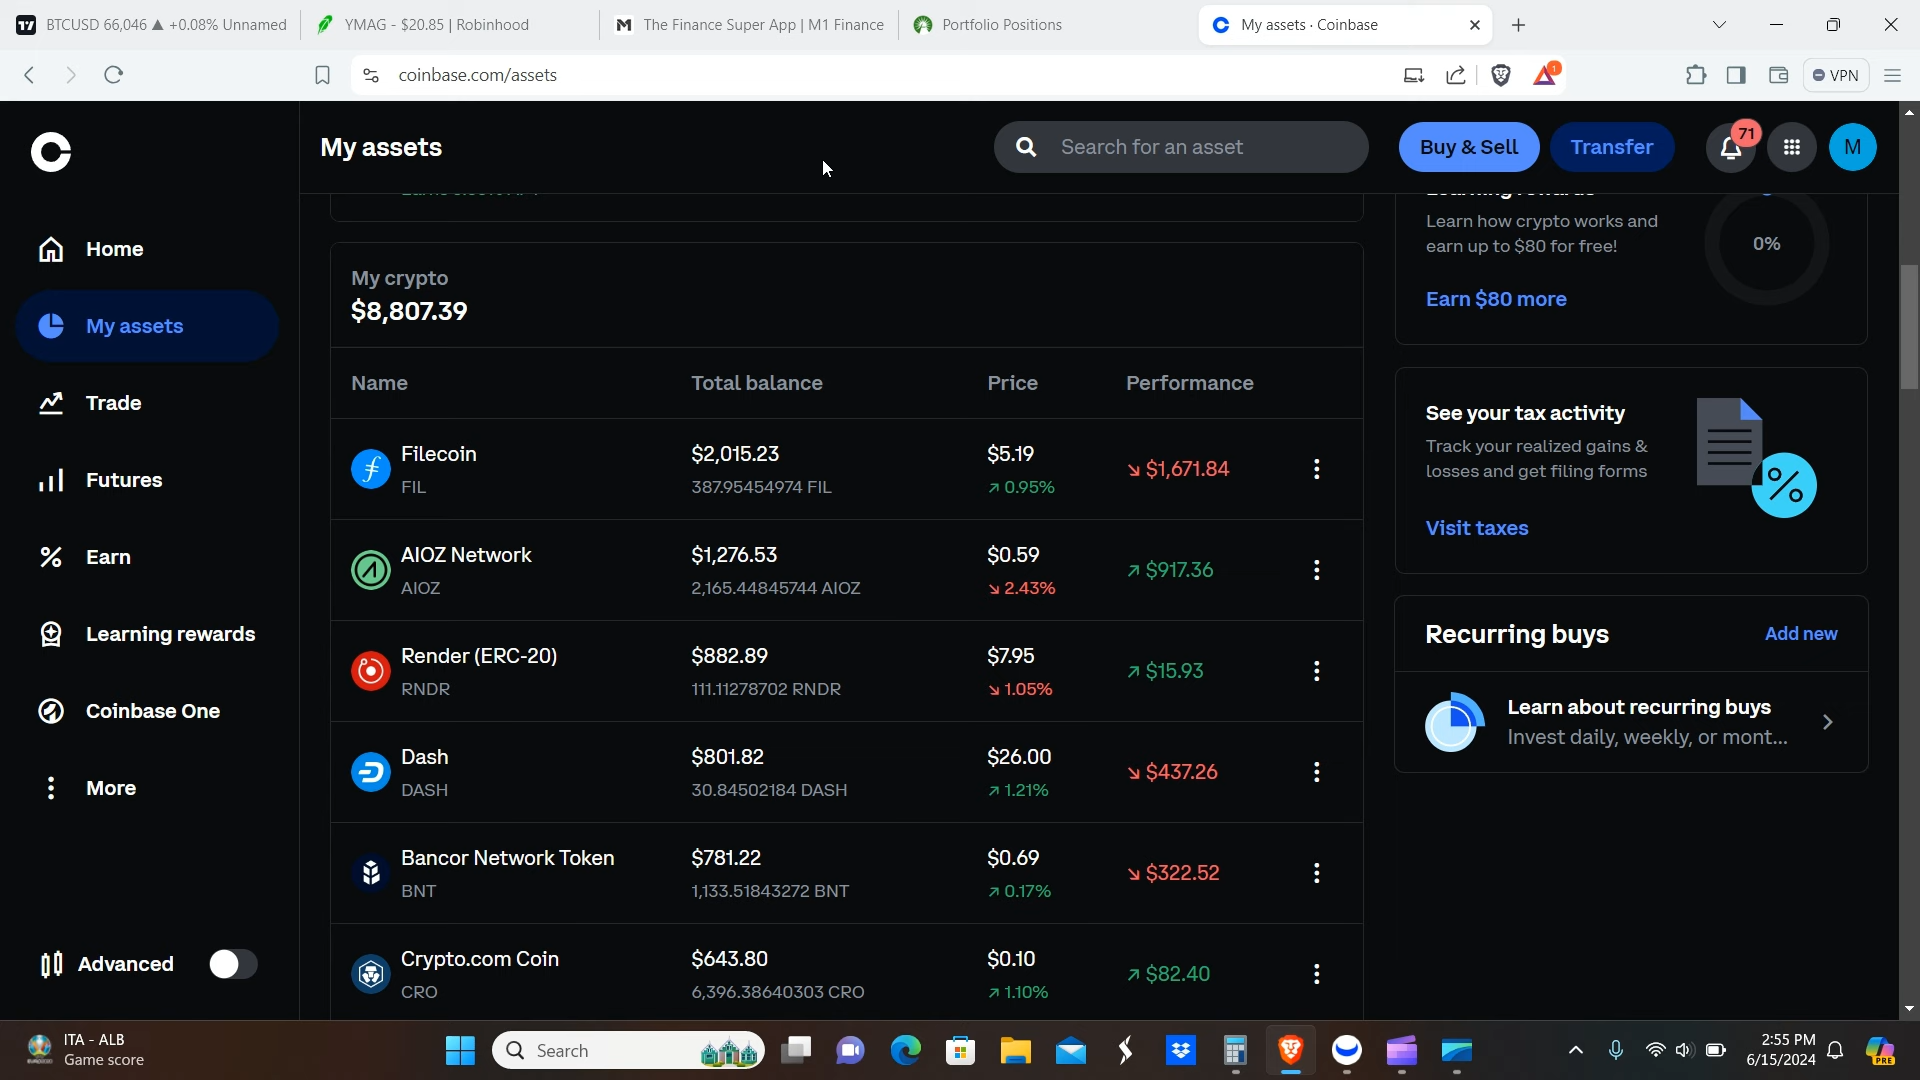 BTCUSD 66,046 ▲ +0.08% Unnamed
YMAG - $20.85 | Robinhood
M The Finance Super App | M1 Finance
Portfolio Positions
My assets · Coinbase
coinbase.com/assets
1
VPN
My assets
Search for an asset
Buy & Sell
Transfer
71
M
Home
My assets
Trade
Futures
Earn
Learning rewards
Coinbase One
More
Advanced
My crypto
$8,807.39
Name Total balance Price Performance
Filecoin $2,015.23 $5.19 ↘ $1,671.84
FIL 387.95454974 FIL ↗ 0.95%
AIOZ Network $1,276.53 $0.59 ↗ $917.36
AIOZ 2,165.44845744 AIOZ ↘ 2.43%
Render (ERC-20) $882.89 $7.95 ↗ $15.93
RNDR 111.11278702 RNDR ↘ 1.05%
Dash $801.82 $26.00 ↘ $437.26
DASH 30.84502184 DASH ↗ 1.21%
Bancor Network Token $781.22 $0.69 ↘ $322.52
BNT 1,133.51843272 BNT ↗ 0.17%
Crypto.com Coin $643.80 $0.10 ↗ $82.40
CRO 6,396.38640303 CRO ↗ 1.10%
Learn how crypto works and
earn up to $80 for free!
0%
Earn $80 more
See your tax activity
Track your realized gains &
losses and get filing forms
Visit taxes
Recurring buys Add new
Learn about recurring buys
Invest daily, weekly, or mont...
ITA - ALB
Game score
Search
2:55 PM
6/15/2024
PRE